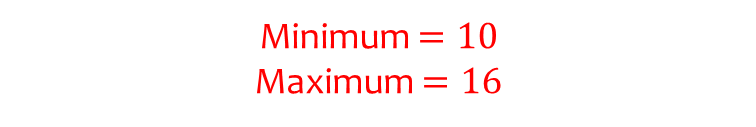 Minimum = 10
Maximum = 16